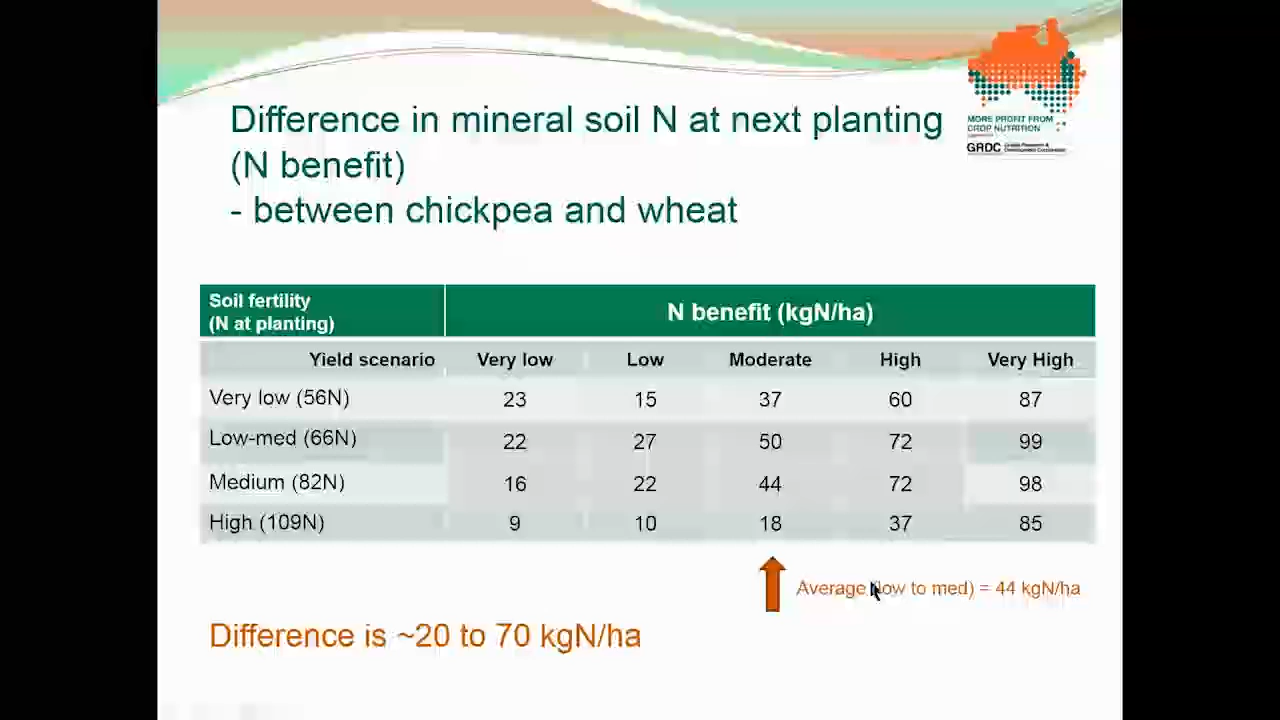 Difference in mineral soil N at next planting
(N benefit)
- between chickpea and wheat
MORE PROFIT FROM
CROP NUTRITION
GRDC Grains Research & Development Corporation
Soil fertility
(N at planting)
N benefit (kgN/ha)
Yield scenario Very low Low Moderate High Very High
Very low (56N) 23 15 37 60 87
Low-med (66N) 22 27 50 72 99
Medium (82N) 16 22 44 72 98
High (109N) 9 10 18 37 85
Average (low to med) = 44 kgN/ha
Difference is ~20 to 70 kgN/ha